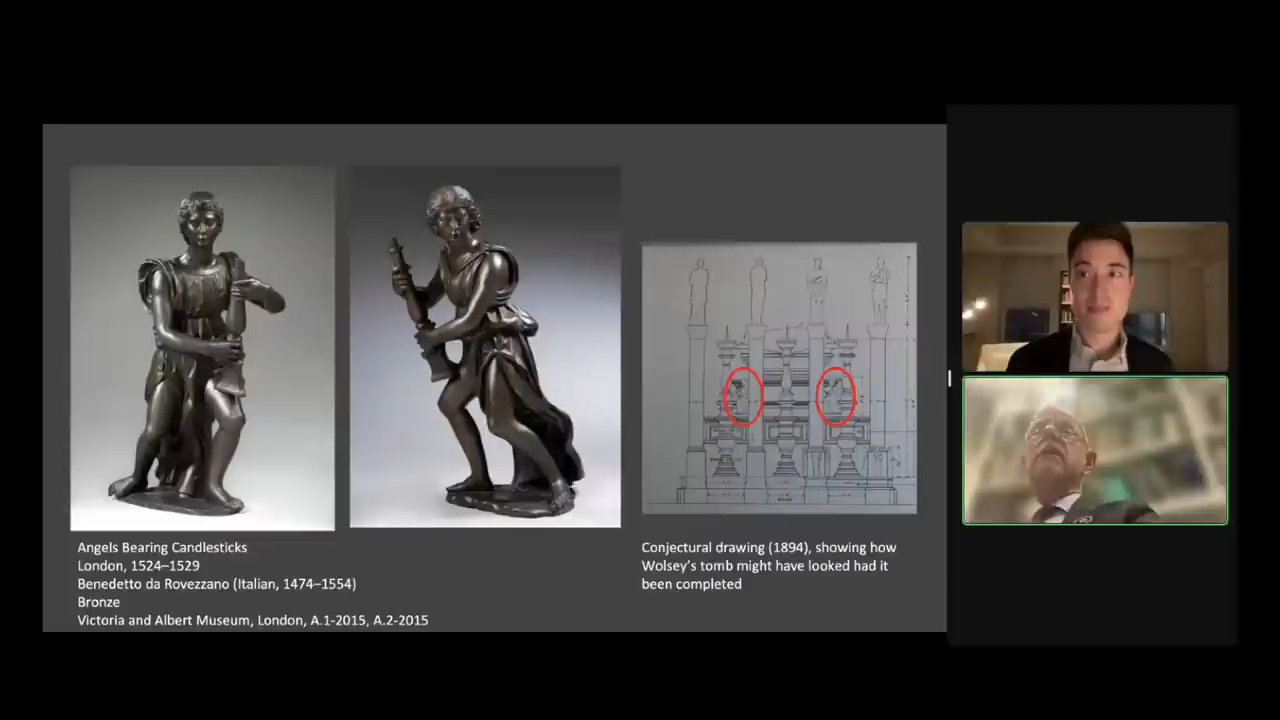 Angels Bearing Candlesticks
London, 1524–1529
Benedetto da Rovezzano (Italian, 1474–1554)
Bronze
Victoria and Albert Museum, London, A.1-2015, A.2-2015
Conjectural drawing (1894), showing how
Wolsey's tomb might have looked had it
been completed